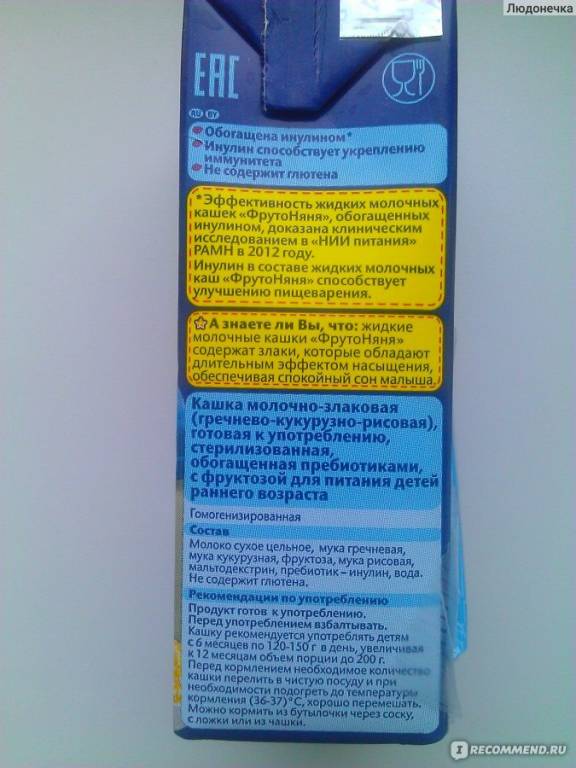 Людонечка
EAC
RU BY
Обогащена инулином*
Инулин способствует укреплению
иммунитета
Не содержит глютена
*Эффективность жидких молочных
кашек «ФрутоНяня», обогащенных
инулином, доказана клиническим
исследованием в «НИИ питания»
РАМН в 2012 году.
Инулин в составе жидких молочных
каш «ФрутоНяня» способствует
улучшению пищеварения.
А знаете ли Вы, что: жидкие
молочные кашки «ФрутоНяня»
содержат злаки, которые обладают
длительным эффектом насыщения,
обеспечивая спокойный сон малыша.
Кашка молочно-злаковая
(гречнево-кукурузно-рисовая),
готовая к употреблению,
стерилизованная,
обогащенная пребиотиками,
с фруктозой для питания детей
раннего возраста
Гомогенизированная
Состав
Молоко сухое цельное, мука гречневая,
мука кукурузная, фруктоза, мука рисовая,
мальтодекстрин, пребиотик – инулин, вода.
Не содержит глютена.
Рекомендации по употреблению
Продукт готов к употреблению.
Перед употреблением взбалтывать.
Кашку рекомендуется употреблять детям
с 6 месяцев по 120-150 г в день, увеличивая
к 12 месяцам объем порции до 200 г.
Перед кормлением необходимое количество
кашки перелить в чистую посуду и при
необходимости подогреть до температуры
кормления (36-37)°С, хорошо перемешать.
Можно кормить из бутылочки через соску,
с ложки или из чашки.
IRECOMMEND.RU